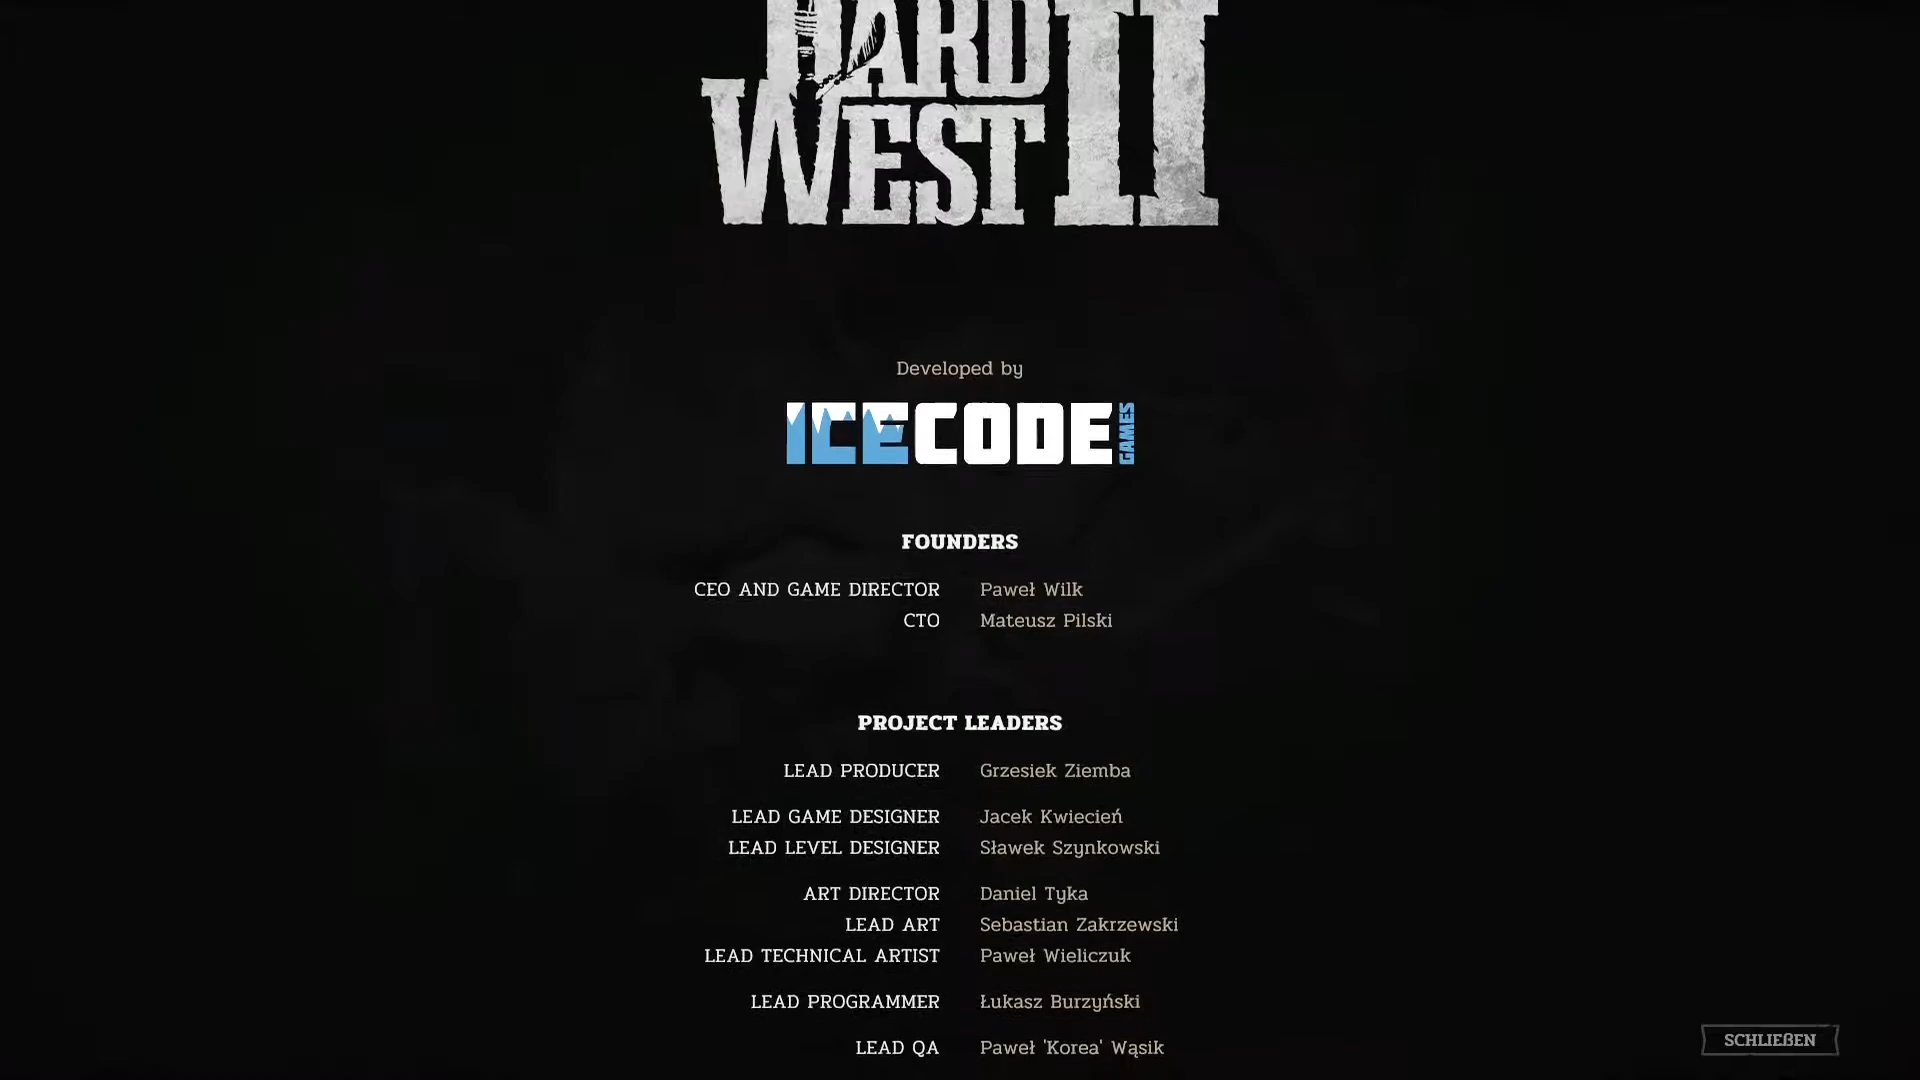 HARD
WEST II
Developed by
ICECODE GAMES
FOUNDERS
CEO AND GAME DIRECTOR Paweł Wilk
CTO Mateusz Pilski
PROJECT LEADERS
LEAD PRODUCER Grzesiek Ziemba
LEAD GAME DESIGNER Jacek Kwiecień
LEAD LEVEL DESIGNER Sławek Szynkowski
ART DIRECTOR Daniel Tyka
LEAD ART Sebastian Zakrzewski
LEAD TECHNICAL ARTIST Paweł Wieliczuk
LEAD PROGRAMMER Łukasz Burzyński
LEAD QA Paweł 'Korea' Wąsik
SCHLIEẞEN